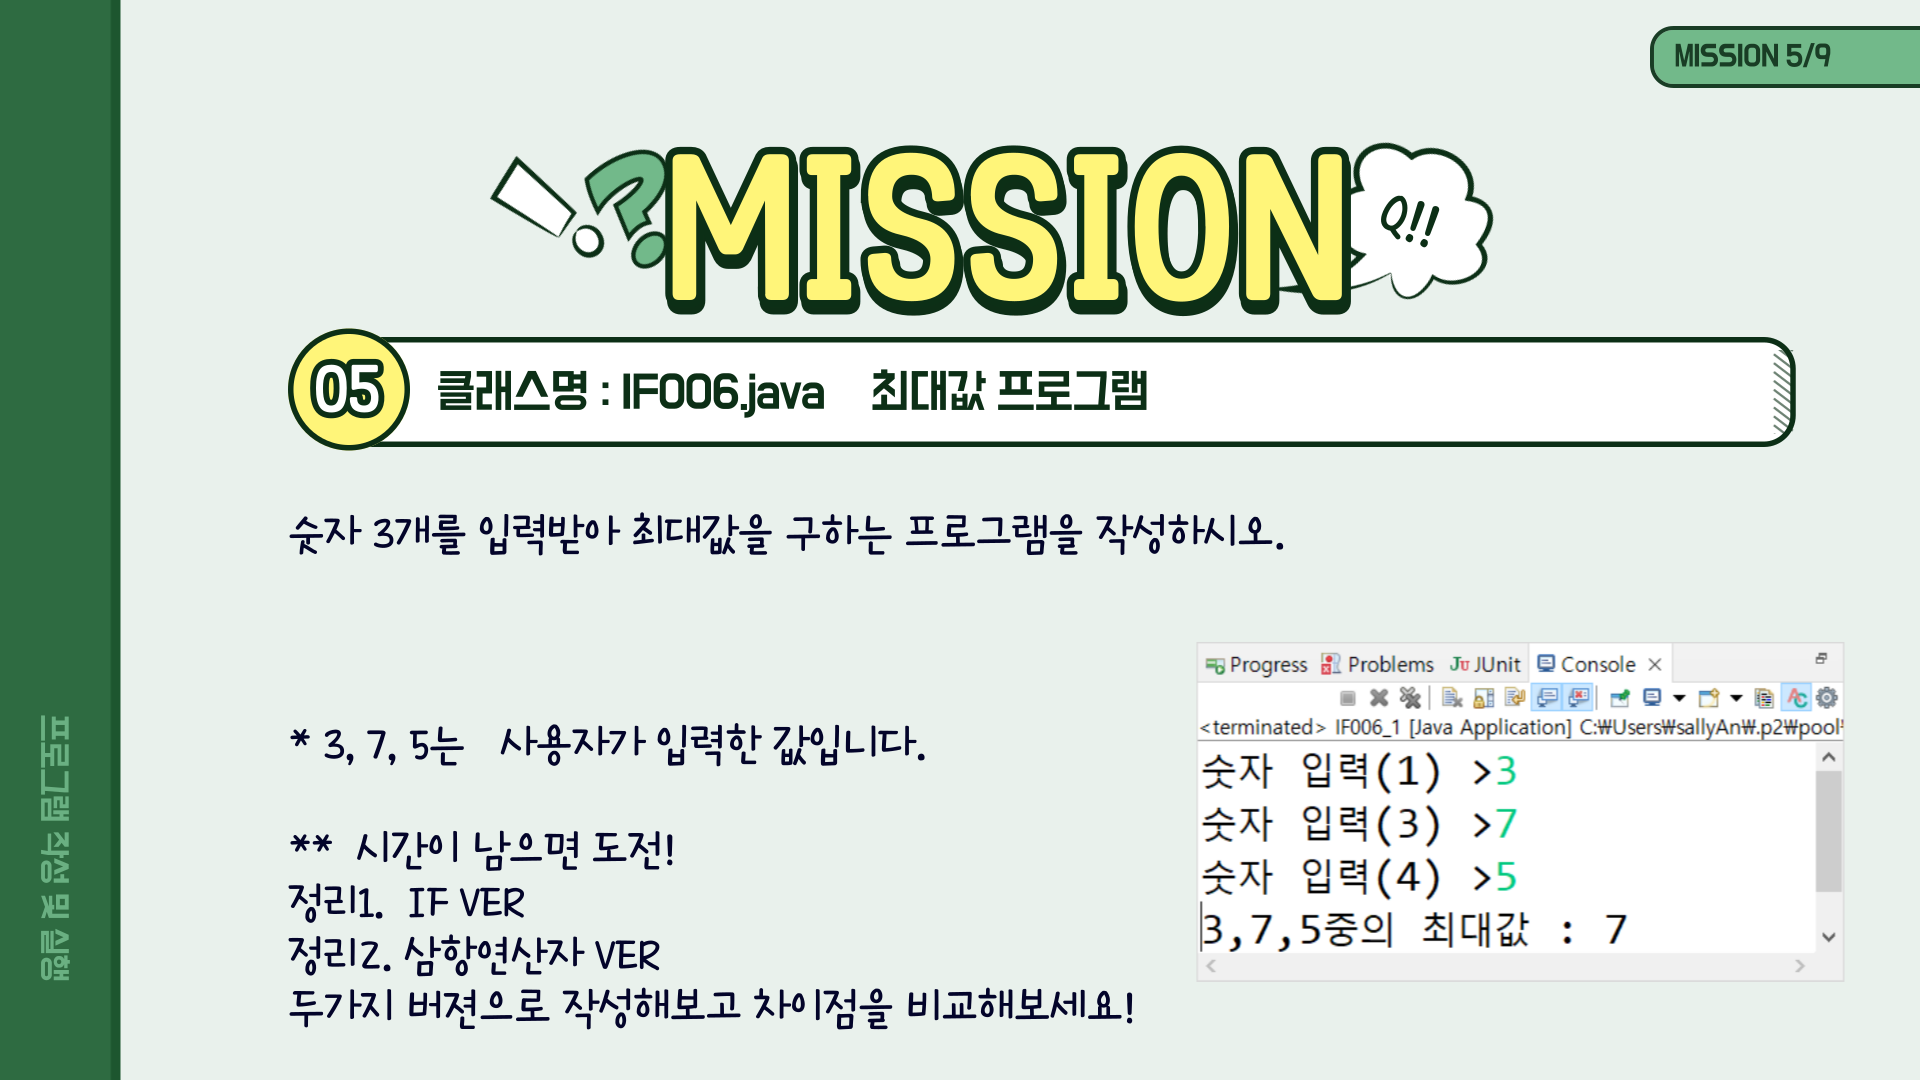 MISSION 5/9
MISSION
Q!!
05
클래스명 : IF006.java 최대값 프로그램
숫자 3개를 입력받아 최대값을 구하는 프로그램을 작성하시오.
* 3, 7, 5는 사용자가 입력한 값입니다.
** 시간이 남으면 도전!
정리1. IF VER
정리2. 삼항연산자 VER
두가지 버젼으로 작성해보고 차이점을 비교해보세요!
Progress Problems JUnit Console
<terminated> IF006_1 [Java Application] C:₩Users₩sallyAn₩.p2₩pool₩
숫자 입력(1) >3
숫자 입력(3) >7
숫자 입력(4) >5
3,7,5중의 최대값 : 7
프로그램 작성 및 실행